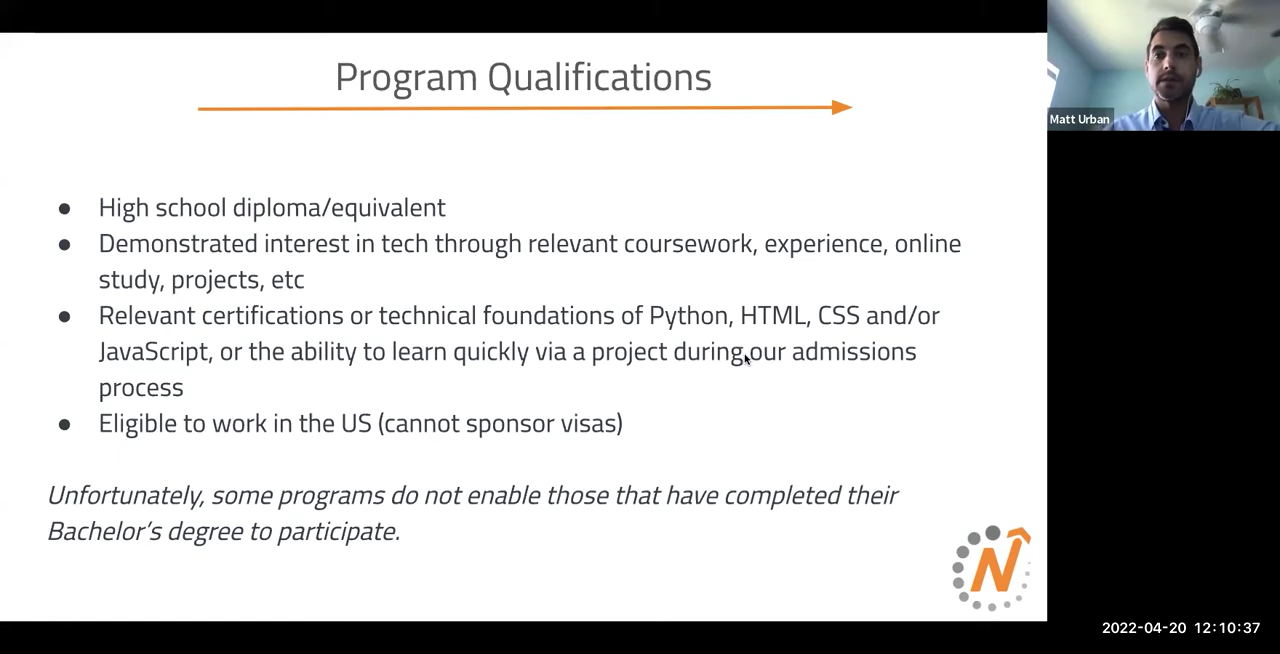 Program Qualifications
● High school diploma/equivalent
● Demonstrated interest in tech through relevant coursework, experience, online
study, projects, etc
● Relevant certifications or technical foundations of Python, HTML, CSS and/or
JavaScript, or the ability to learn quickly via a project during our admissions
process
● Eligible to work in the US (cannot sponsor visas)
Unfortunately, some programs do not enable those that have completed their
Bachelor's degree to participate.
N
Matt Urban
2022-04-20 12:10:37